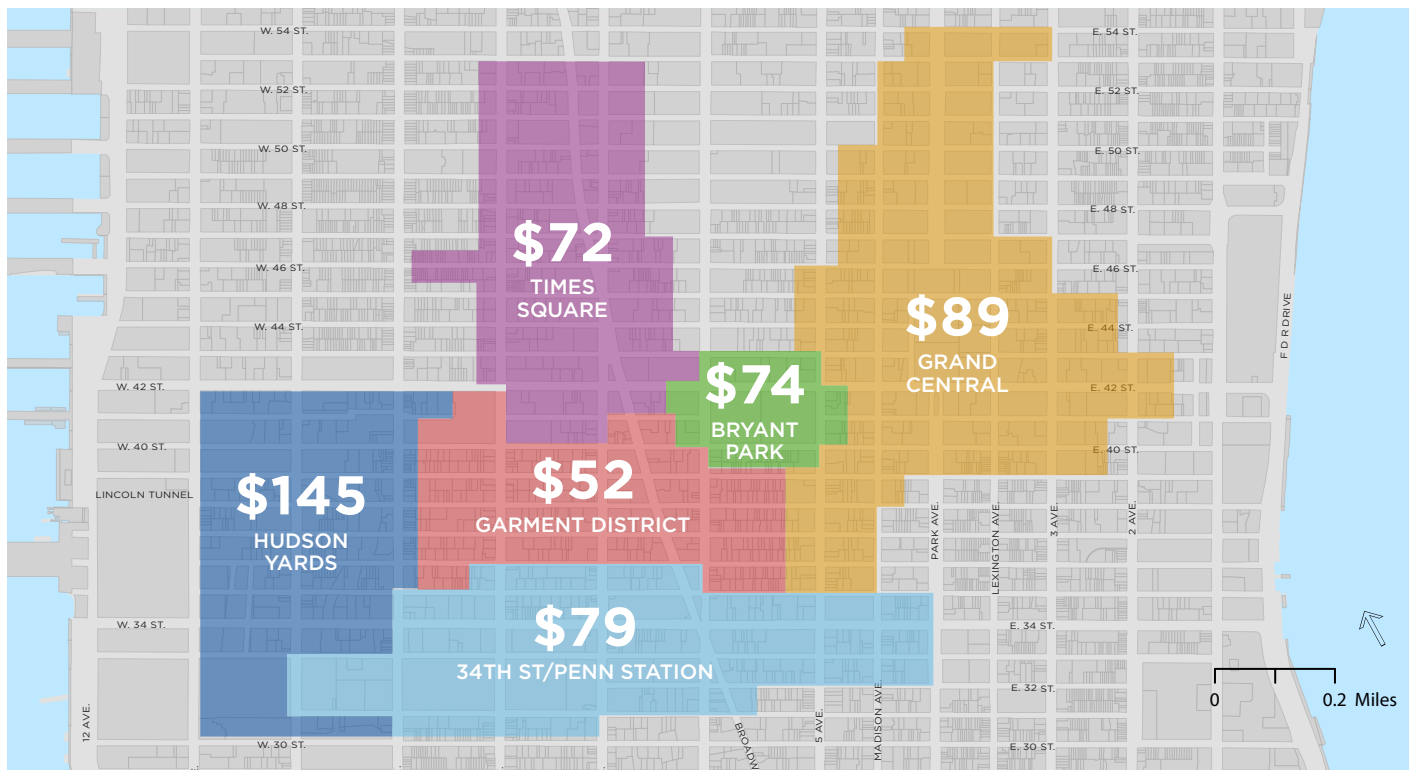 W. 54 ST.
E. 54 ST.
W. 52 ST.
E. 52 ST.
W. 50 ST.
E. 50 ST.
W. 48 ST.
E. 48 ST.
$72
TIMES
SQUARE
W. 46 ST.
E. 46 ST.
W. 44 ST.
E. 44 ST.
$89
GRAND
CENTRAL
F D R DRIVE
W. 42 ST.
E. 42 ST.
$74
BRYANT
PARK
W. 40 ST.
E. 40 ST.
LINCOLN TUNNEL
$145
HUDSON
YARDS
$52
GARMENT DISTRICT
PARK AVE.
LEXINGTON AVE.
3 AVE.
2 AVE.
W. 34 ST.
E. 34 ST.
$79
34TH ST/PENN STATION
E. 32 ST.
0
0.2 Miles
12 AVE.
BROADW
5 AVE.
MADISON AVE.
W. 30 ST.
E. 30 ST.